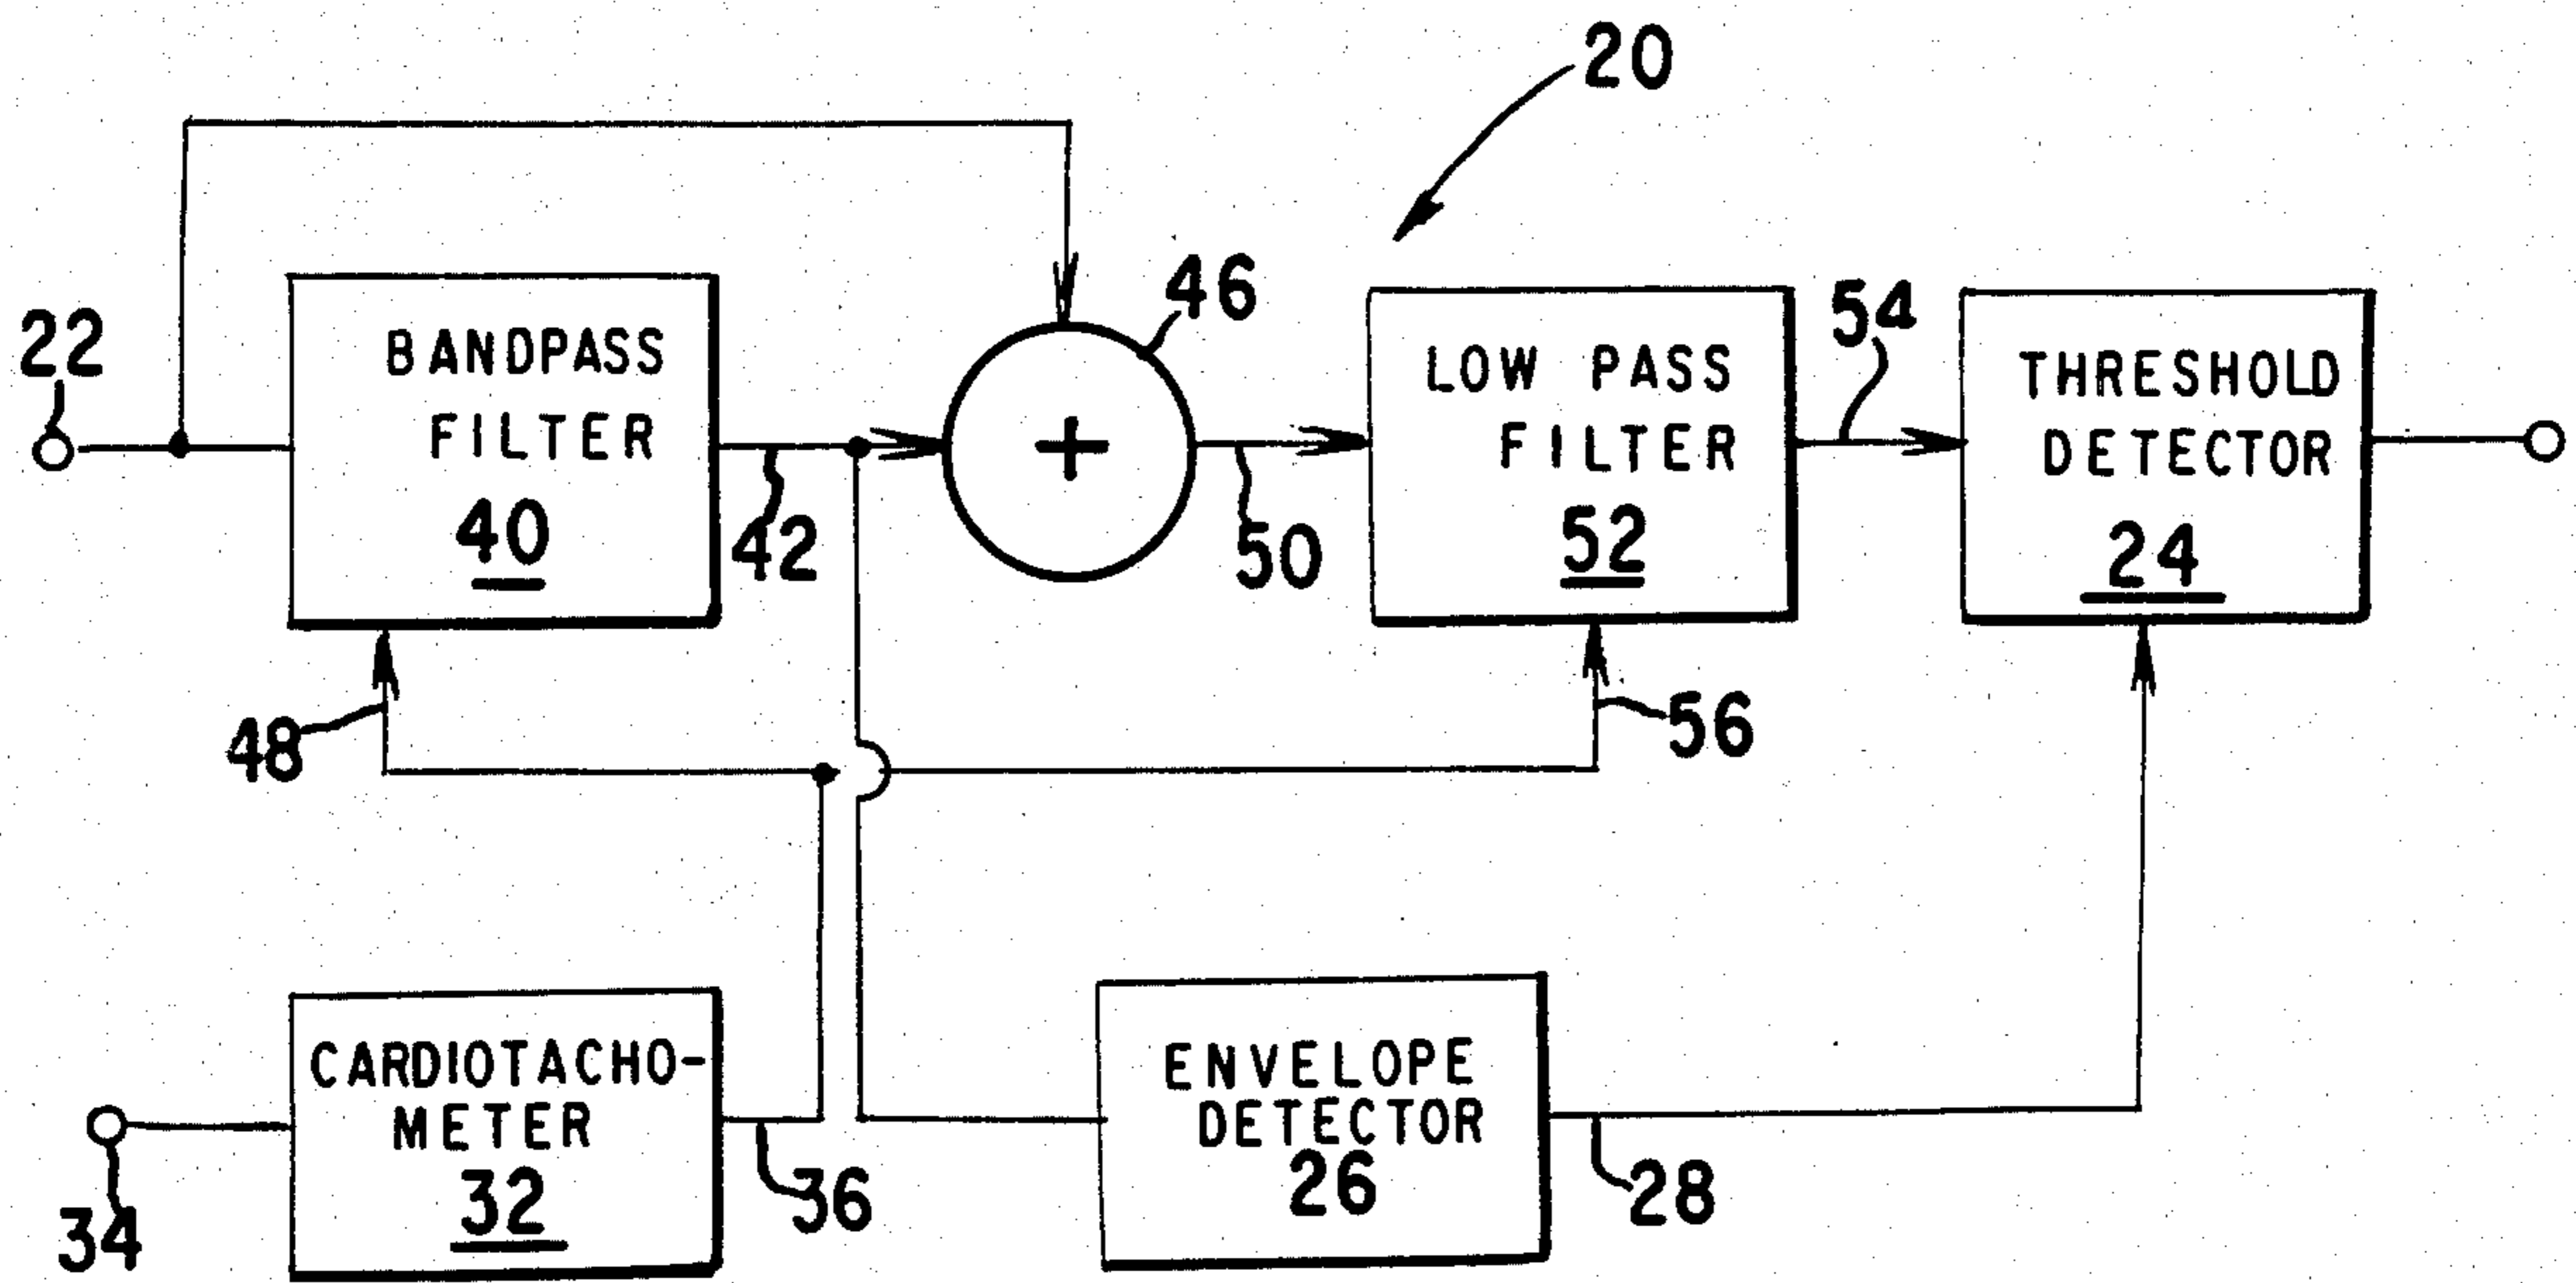 20
22
BANDPASS
FILTER
40
42
46
+
50
LOW PASS
FILTER
52
54
THRESHOLD
DETECTOR
24
48
56
CARDIOTACHO-
METER
32
34
36
ENVELOPE
DETECTOR
26
28